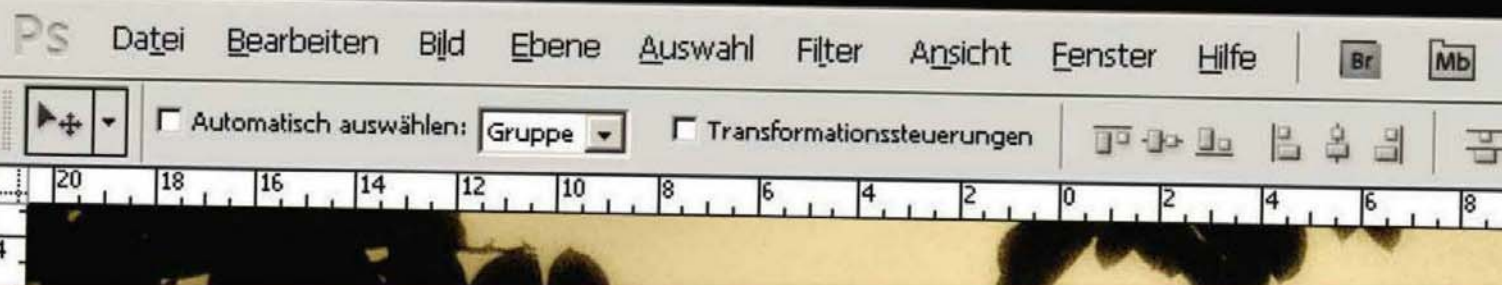 Ps Datei Bearbeiten Bild Ebene Auswahl Filter Ansicht Fenster Hilfe Br Mb
Automatisch auswählen: Gruppe Transformationssteuerungen
20 18 16 14 12 10 8 6 4 2 0 2 4 6 8
4